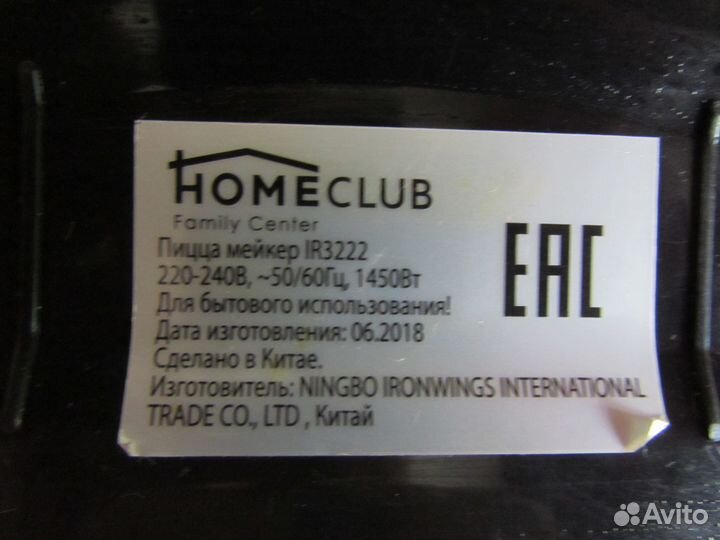 HOMECLUB
Family Center
Пицца мейкер IR3222
220-240В, ~50/60Гц, 1450Вт
Для бытового использования!
Дата изготовления: 06.2018
Сделано в Китае.
Изготовитель: NINGBO IRONWINGS INTERNATIONAL
TRADE CO., LTD , Китай
EAC
Avito